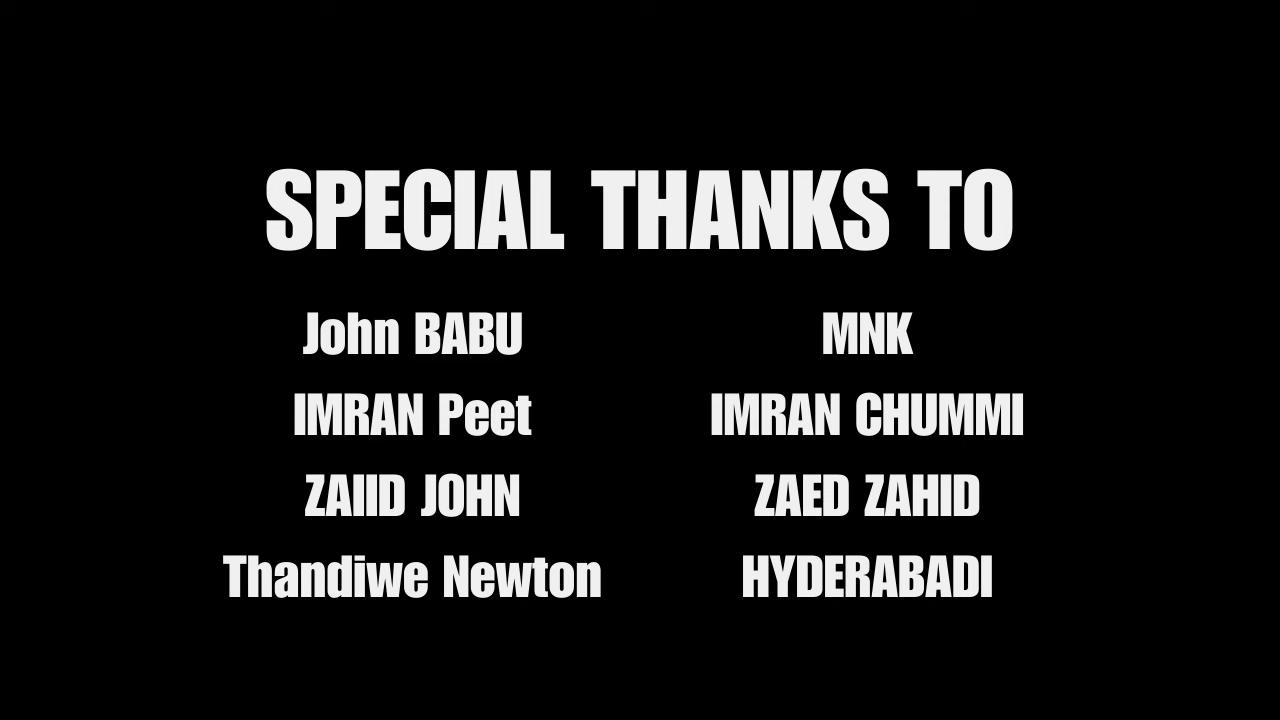 SPECIAL THANKS TO
John BABU
MNK
IMRAN Peet
IMRAN CHUMMI
ZAIID JOHN
ZAED ZAHID
Thandiwe Newton
HYDERABADI